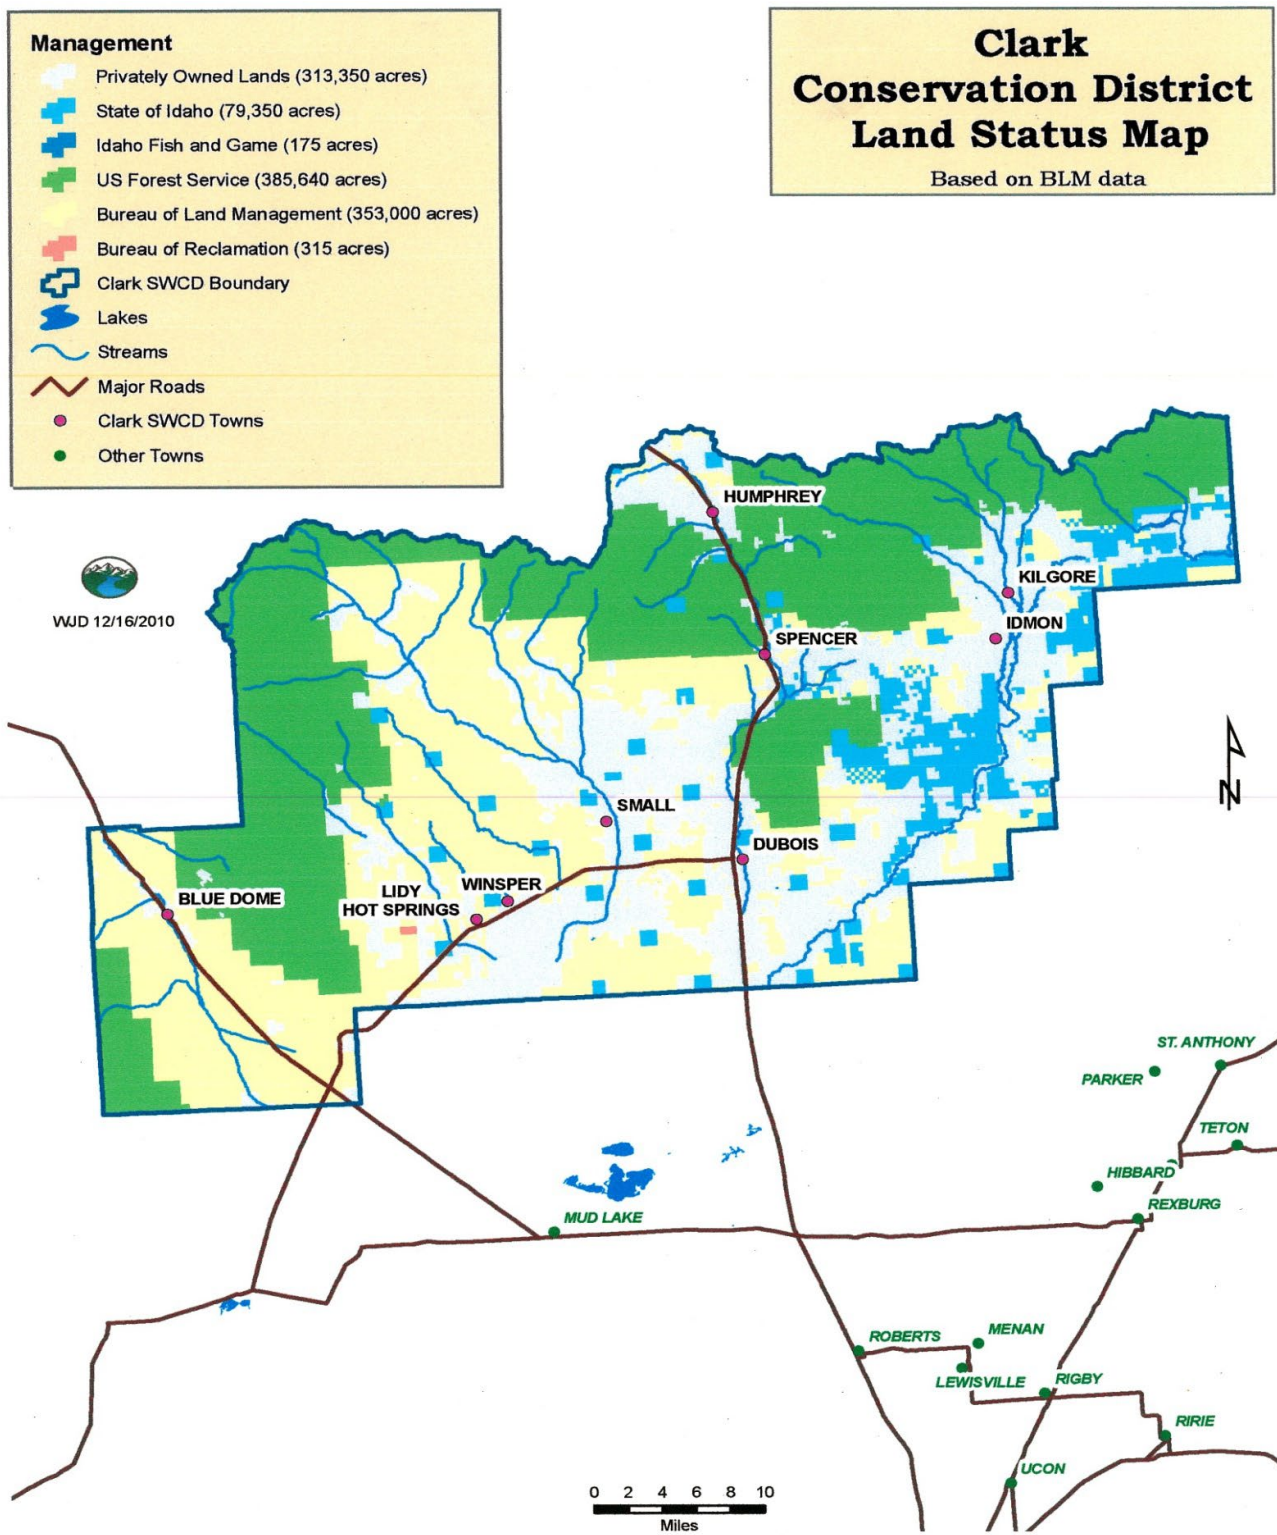 Management
Privately Owned Lands (313,350 acres)
State of Idaho (79,350 acres)
Idaho Fish and Game (175 acres)
US Forest Service (385,640 acres)
Bureau of Land Management (353,000 acres)
Bureau of Reclamation (315 acres)
Clark SWCD Boundary
Lakes
Streams
Major Roads
Clark SWCD Towns
Other Towns
Clark
Conservation District
Land Status Map
Based on BLM data
WJD 12/16/2010
HUMPHREY
KILGORE
IDMON
SPENCER
SMALL
DUBOIS
WINSPER
LIDY
HOT SPRINGS
BLUE DOME
N
ST. ANTHONY
PARKER
TETON
HIBBARD
REXBURG
MUD LAKE
ROBERTS
MENAN
LEWISVILLE
RIGBY
RIRIE
UCON
0 2 4 6 8 10
Miles